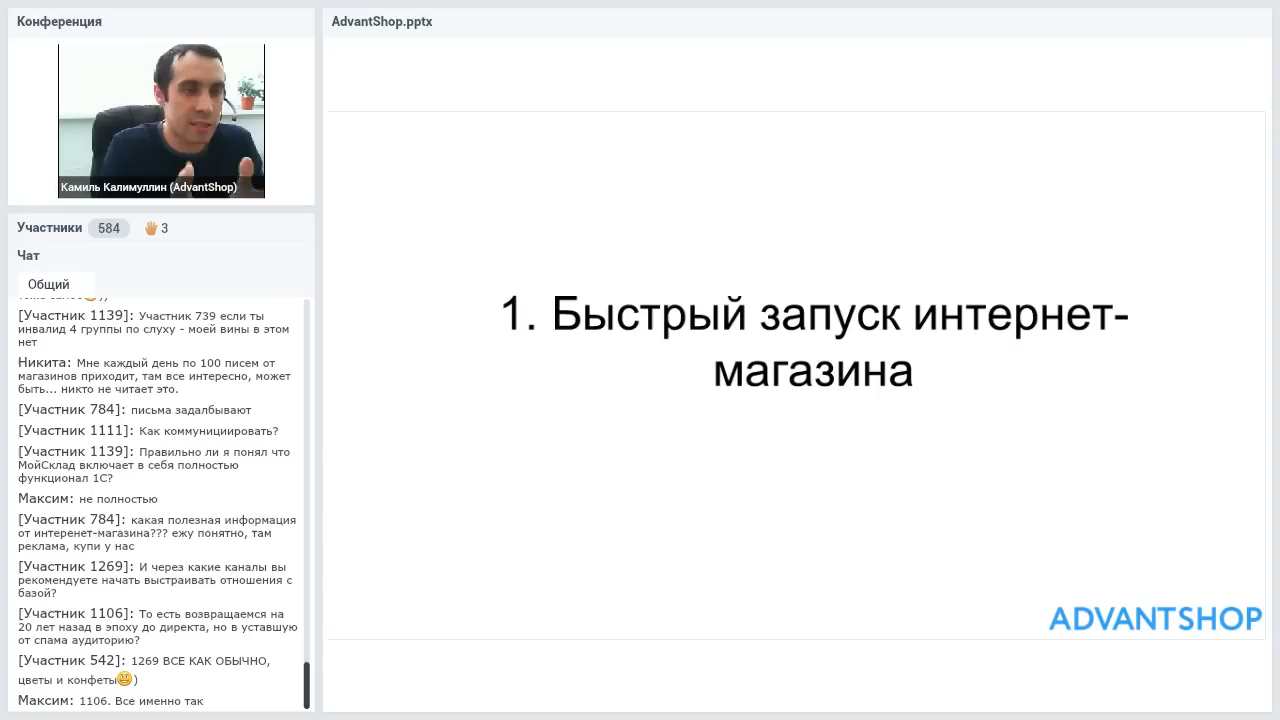 Конференция
Камиль Калимуллин (AdvantShop)
Участники 584 3
Чат
Общий
[Участник 1139]: Участник 739 если ты
инвалид 4 группы по слуху - моей вины в этом
нет
Никита: Мне каждый день по 100 писем от
магазинов приходит, там все интересно, может
быть... никто не читает это.
[Участник 784]: письма задалбывают
[Участник 1111]: Как коммунициировать?
[Участник 1139]: Правильно ли я понял что
МойСклад включает в себя полностью
функционал 1С?
Максим: не полностью
[Участник 784]: какая полезная информация
от интеренет-магазина??? ежу понятно, там
реклама, купи у нас
[Участник 1269]: И через какие каналы вы
рекомендуете начать выстраивать отношения с
базой?
[Участник 1106]: То есть возвращаемся на
20 лет назад в эпоху до директа, но в уставшую
от спама аудиторию?
[Участник 542]: 1269 ВСЕ КАК ОБЫЧНО,
цветы и конфеты😀)
Максим: 1106. Все именно так
AdvantShop.pptx
1. Быстрый запуск интернет-
магазина
ADVANTSHOP